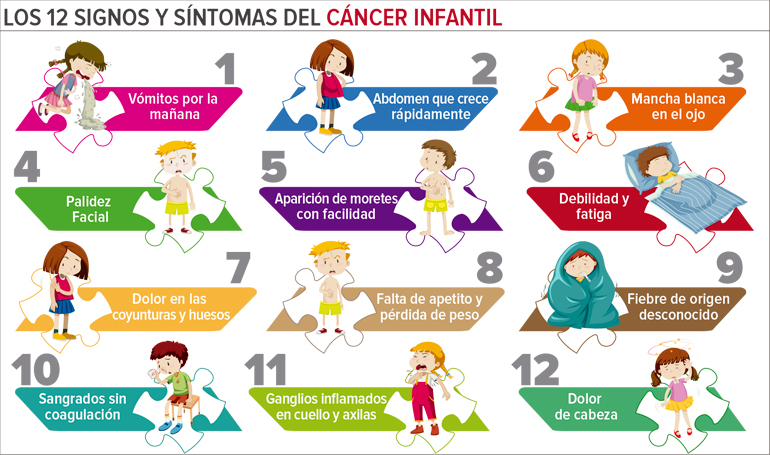 LOS 12 SIGNOS Y SÍNTOMAS DEL CÁNCER INFANTIL
1
Vómitos por la
mañana
2
Abdomen que crece
rápidamente
3
Mancha blanca
en el ojo
4
Palidez
Facial
5
Aparición de moretes
con facilidad
6
Debilidad y
fatiga
7
Dolor en las
coyunturas y huesos
8
Falta de apetito y
pérdida de peso
9
Fiebre de origen
desconocido
10
Sangrados sin
coagulación
11
Ganglios inflamados
en cuello y axilas
12
Dolor
de cabeza